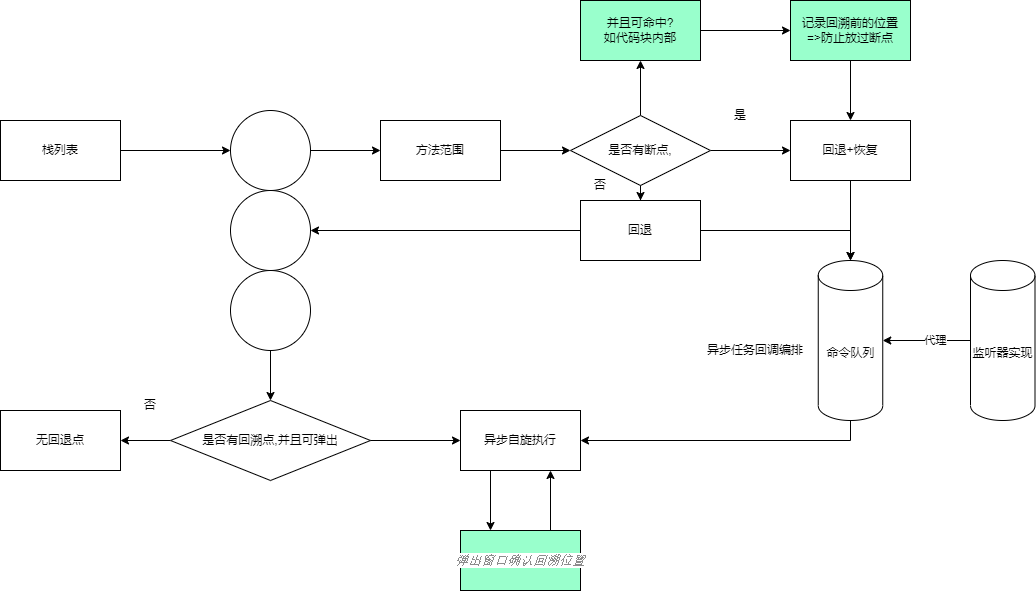 并且可命中?
如代码块内部
记录回溯前的位置
=>防止放过断点
是
栈列表
方法范围
是否有断点,
回退+恢复
否
回退
异步任务回调编排
命令队列
代理
监听器实现
否
无回退点
是否有回溯点,并且可弹出
异步自旋执行
弹出窗口确认回溯位置